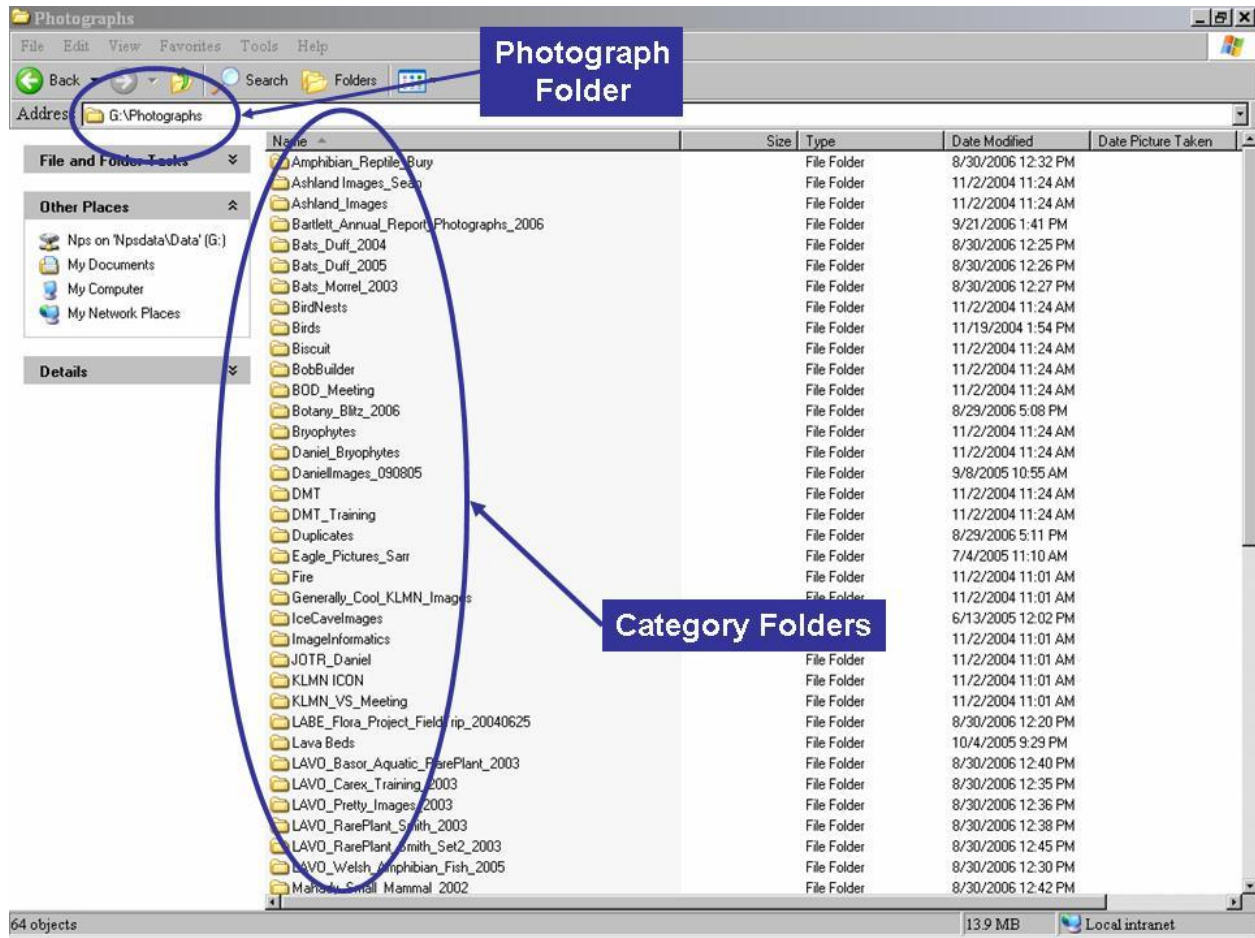 Photographs
File Edit View Favorites Tools Help
Photograph
Folder
Back Search Folders
Address G:\Photographs
Name Size Type Date Modified Date Picture Taken
File and Folder Tasks
Other Places
Nps on 'Npsdata\Data' (G:)
My Documents
My Computer
My Network Places
Details
Amphibian_Reptile_Bury File Folder 8/30/2006 12:32 PM
Ashland Images_Sean File Folder 11/2/2004 11:24 AM
Ashland_Images File Folder 11/2/2004 11:24 AM
Bartlett_Annual_Report_Photographs_2006 File Folder 9/21/2006 1:41 PM
Bats_Duff_2004 File Folder 8/30/2006 12:25 PM
Bats_Duff_2005 File Folder 8/30/2006 12:26 PM
Bats_Morrel_2003 File Folder 8/30/2006 12:27 PM
BirdNests File Folder 11/2/2004 11:24 AM
Birds File Folder 11/19/2004 1:54 PM
Biscuit File Folder 11/2/2004 11:24 AM
BobBuilder File Folder 11/2/2004 11:24 AM
BOD_Meeting File Folder 11/2/2004 11:24 AM
Botany_Blitz_2006 File Folder 8/29/2006 5:08 PM
Bryophytes File Folder 11/2/2004 11:24 AM
Daniel_Bryophytes File Folder 11/2/2004 11:24 AM
DanielImages_090805 File Folder 9/8/2005 10:55 AM
DMT File Folder 11/2/2004 11:24 AM
DMT_Training File Folder 11/2/2004 11:24 AM
Duplicates File Folder 8/29/2006 5:11 PM
Eagle_Pictures_Sarr File Folder 7/4/2005 11:10 AM
Fire File Folder 11/2/2004 11:01 AM
Generally_Cool_KLMN_Images File Folder 11/2/2004 11:01 AM
IceCaveImages 6/13/2005 12:02 PM
Category Folders
ImageInformatics 11/2/2004 11:01 AM
JOTR_Daniel File Folder 11/2/2004 11:01 AM
KLMN ICON File Folder 11/2/2004 11:01 AM
KLMN_VS_Meeting File Folder 11/2/2004 11:01 AM
LABE_Flora_Project_FieldTrip_20040625 File Folder 8/30/2006 12:20 PM
Lava Beds File Folder 10/4/2005 9:29 PM
LAVO_Basor_Aquatic_RarePlant_2003 File Folder 8/30/2006 12:40 PM
LAVO_Carex_Training_2003 File Folder 8/30/2006 12:35 PM
LAVO_Pretty_Images_2003 File Folder 8/30/2006 12:36 PM
LAVO_RarePlant_Smith_2003 File Folder 8/30/2006 12:38 PM
LAVO_RarePlant_Smith_Set2_2003 File Folder 8/30/2006 12:45 PM
LAVO_Welsh_Amphibian_Fish_2005 File Folder 8/30/2006 12:30 PM
Small Mammal 2002 File Folder 8/30/2006 12:42 PM
64 objects 13.9 MB Local intranet